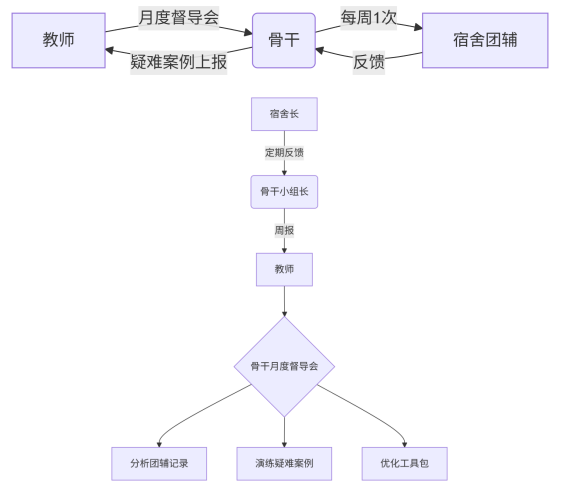 月度督导会
每周1次
教师
骨干
宿舍团辅
疑难案例上报
反馈
宿舍长
定期反馈
骨干小组长
周报
教师
骨干月度督导会
分析团辅记录
演练疑难案例
优化工具包